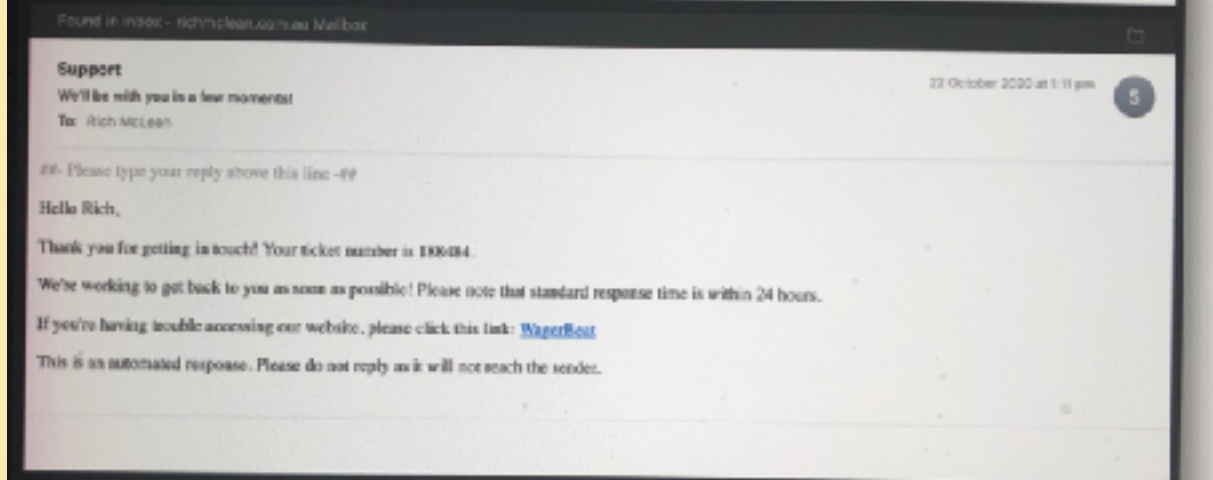 Found in Inbox - richmclean.com.au Mailbox
Support
22 October 2020 at 1:11 pm
S
We'll be with you in a few moments!
To: Rich McLean
##- Please type your reply above this line -##
Hello Rich,
Thank you for getting in touch! Your ticket number is
We're working to get back to you as soon as possible! Please note that standard response time is within 24 hours.
If you're having trouble accessing our website, please click this link: WagerBeat
This is an automated response. Please do not reply as it will not reach the sender.